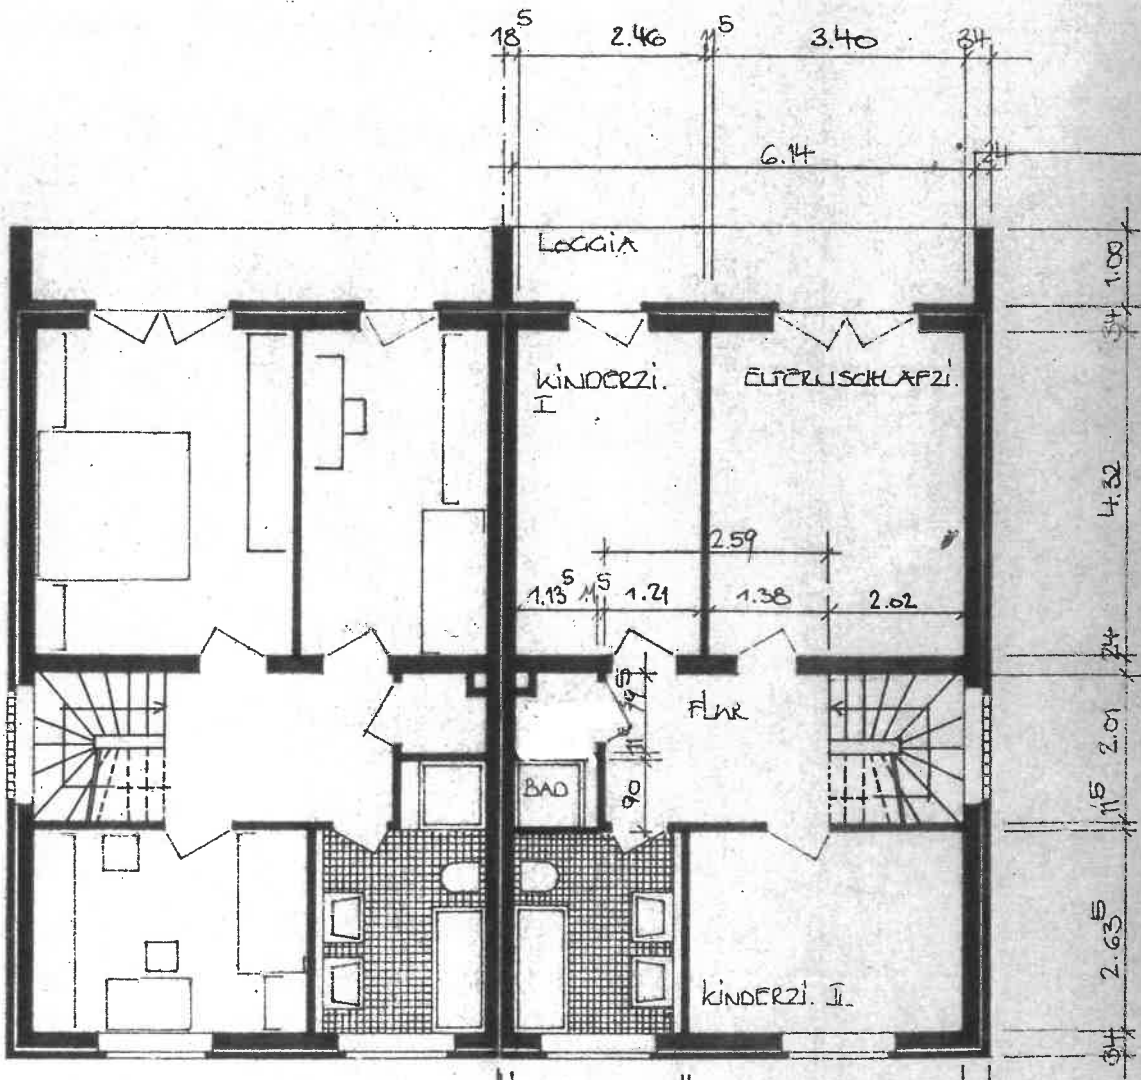 18⁵ 2.46 11⁵ 3.40 34
6.14 24
LOGGIA
1.00
34
KINDERZI.
I
ELTERNSCHLAFZI.
4.32
2.59
1.13⁵ 11⁵ 1.21 1.38 2.02
24
FLUR
2.01
BAD
90
11⁵
2.63⁵
KINDERZI. II.
34